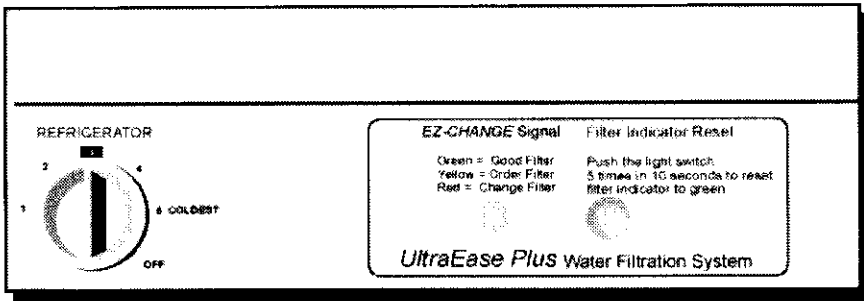 REFRIGERATOR
3
2
4
1
5 COLDEST
OFF
EZ-CHANGE Signal
Green = Good Filter
Yellow = Order Filter
Red = Change Filter
Filter Indicator Reset
Push the light switch
5 times in 10 seconds to reset
filter indicator to green
UltraEase Plus Water Filtration System